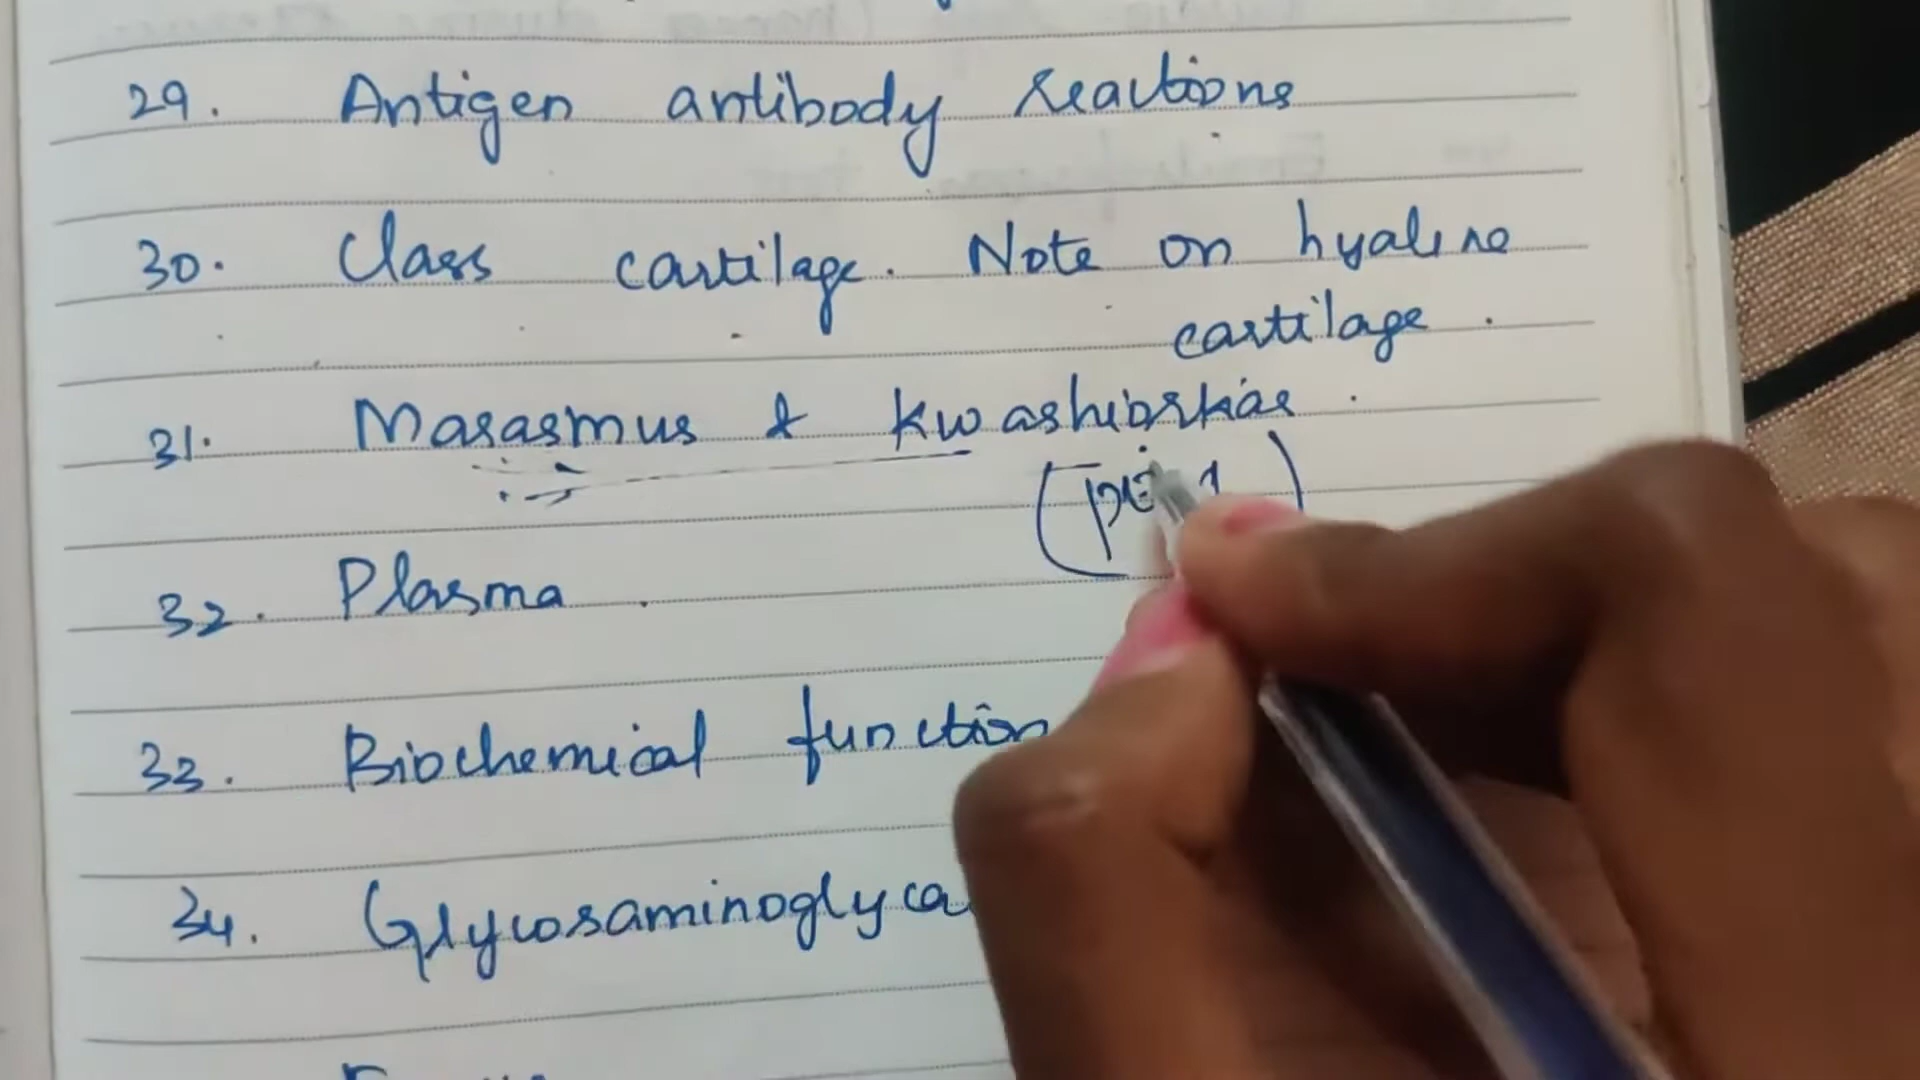 29. Antigen antibody reactions
30. Class cartilage. Note on hyaline
cartilage.
31. Marasmus & Kwashiorkar.
32. Plasma.
33. Biochemical function
34. Glycosaminoglyca